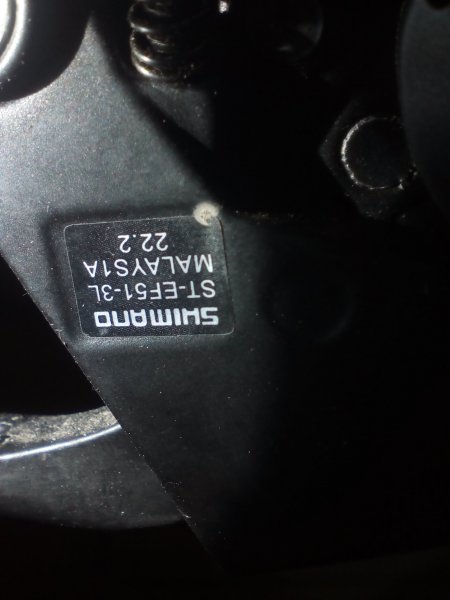 SHIMANO
ST-EF51-3L
MALAYSIA
22.2